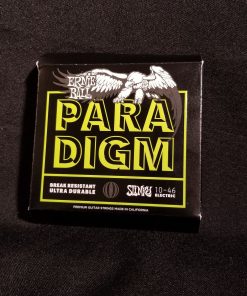 ERNIE
BALL
PARA
DIGM
BREAK RESISTANT
ULTRA DURABLE
SLINKY
10-46
ELECTRIC
PREMIUM GUITAR STRINGS MADE IN CALIFORNIA